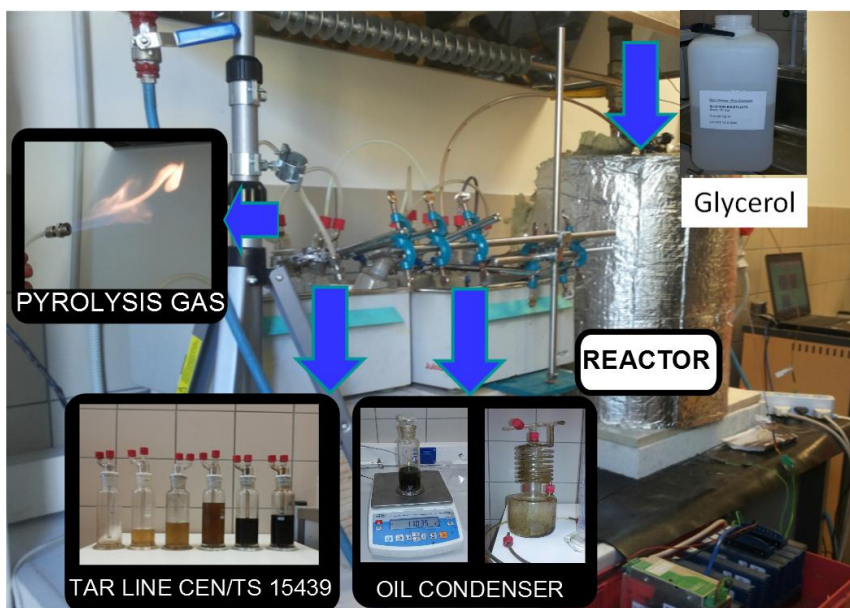 Glycerol
PYROLYSIS GAS
REACTOR
TAR LINE CEN/TS 15439
OIL CONDENSER